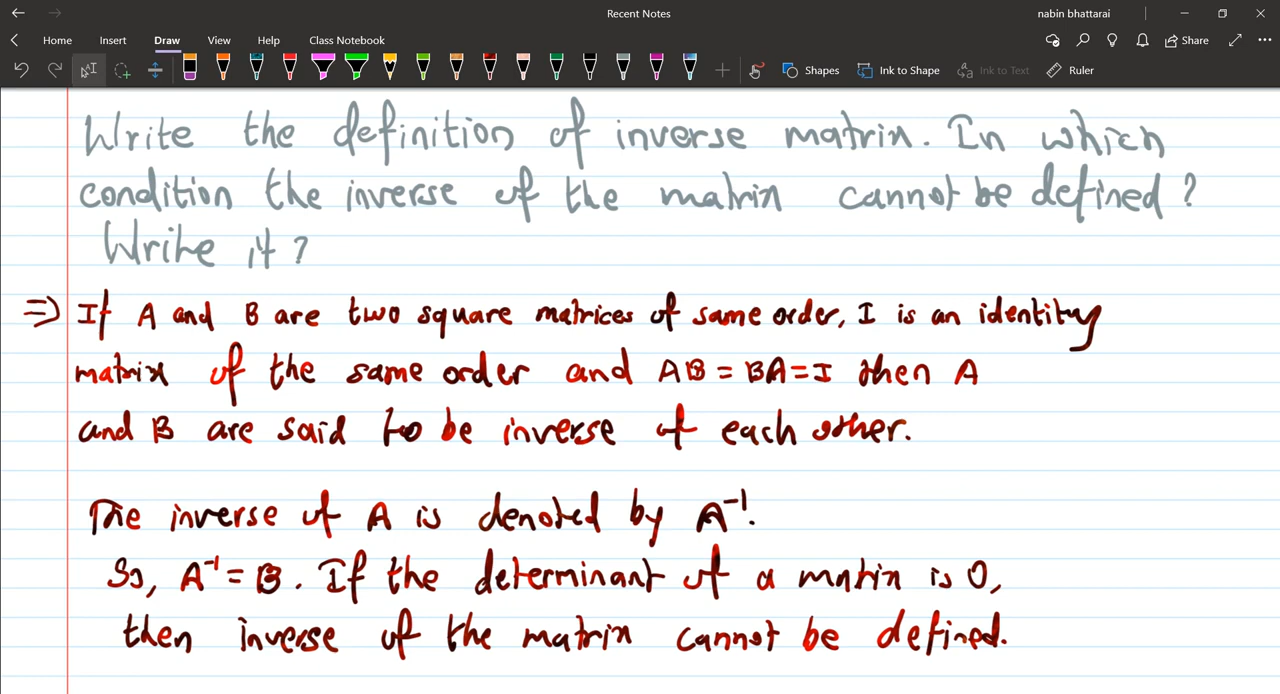 Recent Notes
nabin bhattarai
Home Insert Draw View Help Class Notebook
Share
Shapes Ink to Shape Ink to Text Ruler
Write the definition of inverse matrix. In which
condition the inverse of the matrix cannot be defined?
Write it?
⇒ If A and B are two square matrices of same order, I is an identity
matrix of the same order and AB = BA = I then A
and B are said to be inverse of each other.
The inverse of A is denoted by A⁻¹.
So, A⁻¹ = B. If the determinant of a matrix is 0,
then inverse of the matrix cannot be defined.